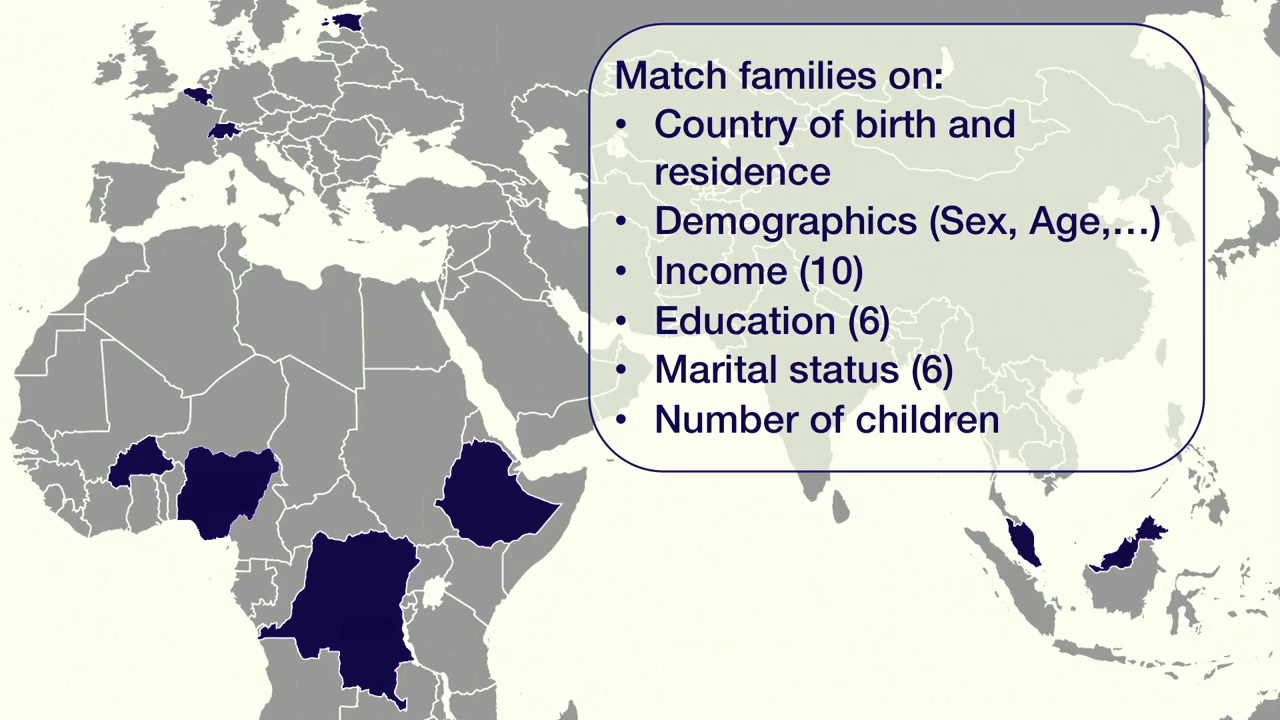 Match families on:
• Country of birth and
residence
• Demographics (Sex, Age,…)
• Income (10)
• Education (6)
• Marital status (6)
• Number of children